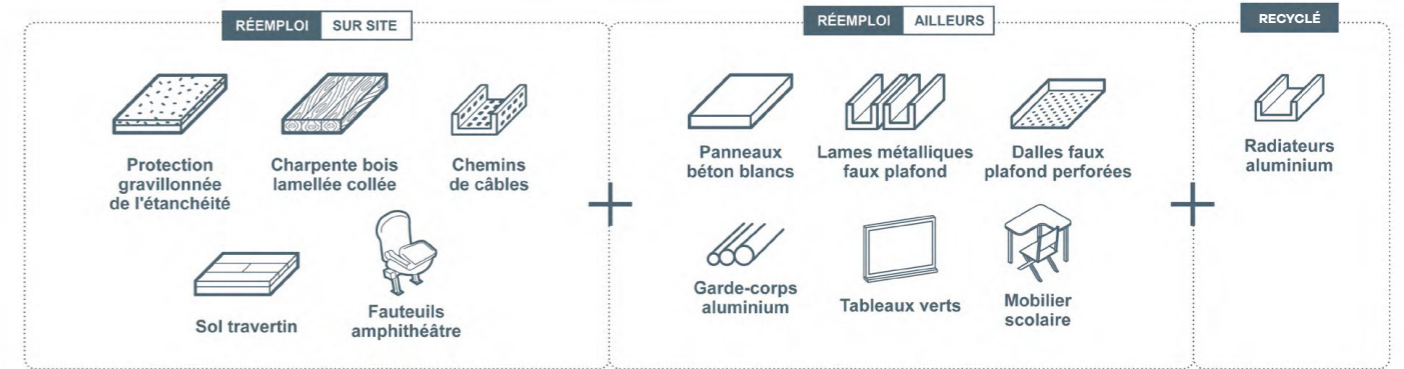 RÉEMPLOI SUR SITE
Protection
gravillonnée
de l'étanchéité
Charpente bois
lamellée collée
Chemins
de câbles
Sol travertin
Fauteuils
amphithéâtre
RÉEMPLOI AILLEURS
Panneaux
béton blancs
Lames métalliques
faux plafond
Dalles faux
plafond perforées
Garde-corps
aluminium
Tableaux verts
Mobilier
scolaire
RECYCLÉ
Radiateurs
aluminium